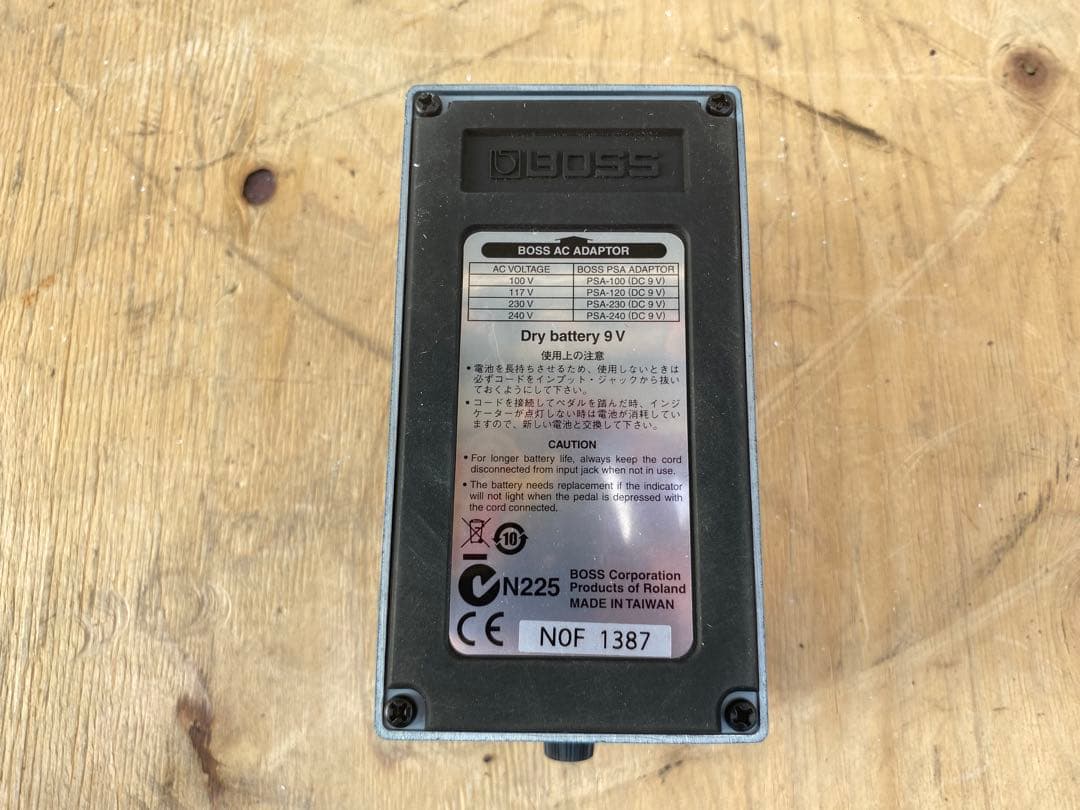 BOSS
BOSS AC ADAPTOR
AC VOLTAGE BOSS PSA ADAPTOR
100 V PSA-100 (DC 9 V)
117 V PSA-120 (DC 9 V)
230 V PSA-230 (DC 9 V)
240 V PSA-240 (DC 9 V)
Dry battery 9 V
使用上の注意
• 電池を長持ちさせるため、使用しないときは
必ずコードをインプット・ジャックから抜い
ておくようにして下さい。
• コードを接続してペダルを踏んだ時、インジ
ケーターが点灯しない時は電池が消耗してい
ますので、新しい電池と交換して下さい。
CAUTION
• For longer battery life, always keep the cord
disconnected from input jack when not in use.
• The battery needs replacement if the indicator
will not light when the pedal is depressed with
the cord connected.
10
N225
BOSS Corporation
Products of Roland
MADE IN TAIWAN
CE
N0F 1387